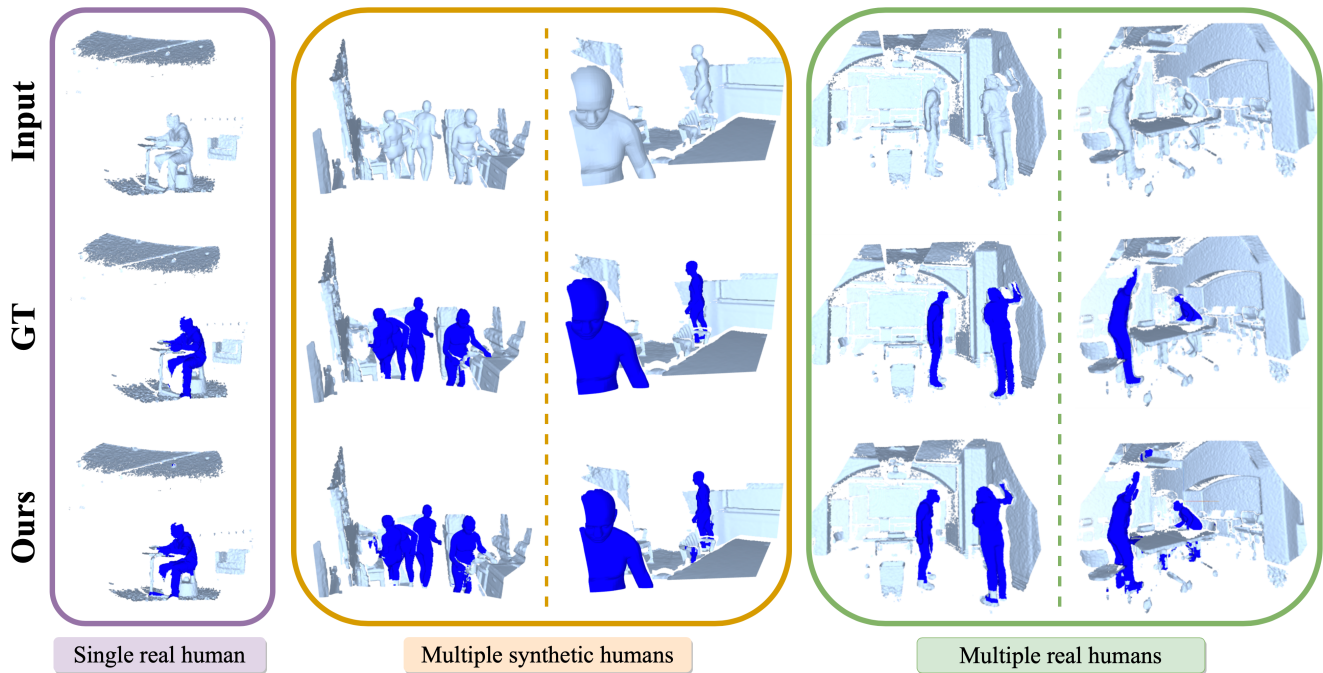 Input
GT
Ours
Single real human
Multiple synthetic humans
Multiple real humans